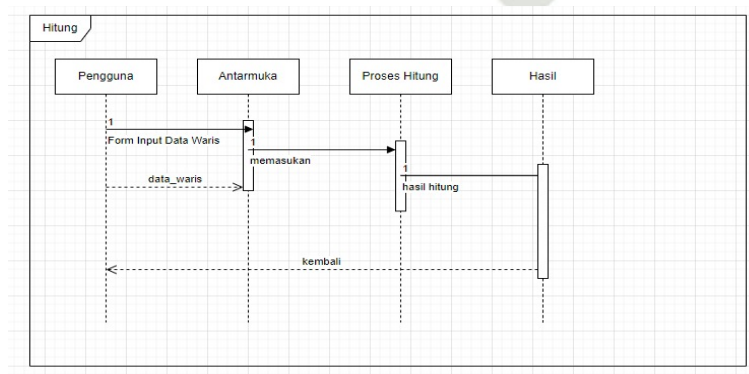 Hitung
Pengguna
Antarmuka
Proses Hitung
Hasil
1
Form Input Data Waris
1
memasukan
1
hasil hitung
data_waris
kembali